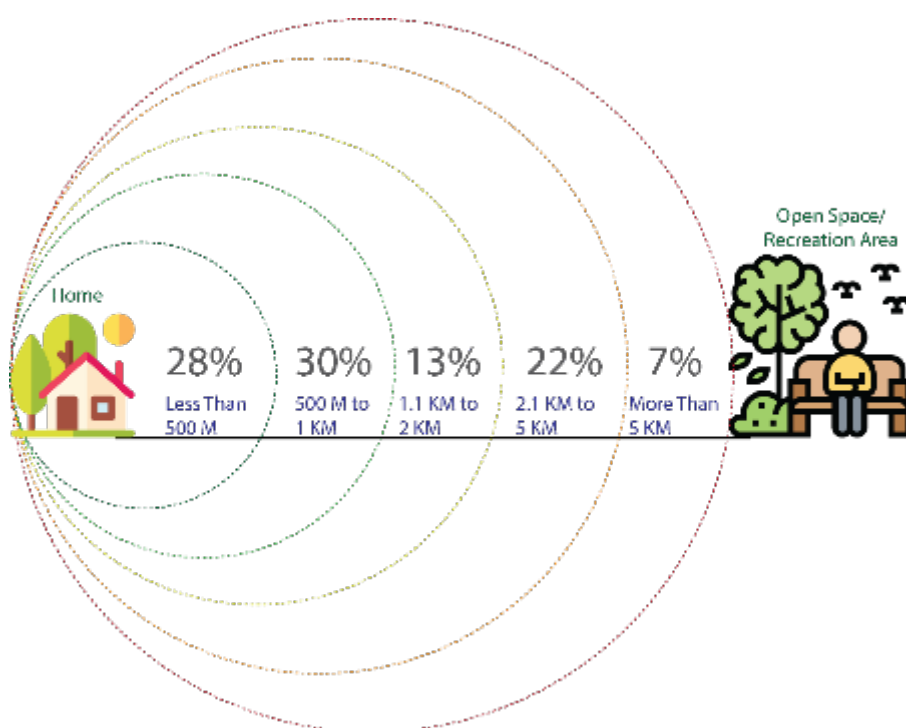 Open Space/
Recreation Area
Home
28%
30%
13%
22%
7%
Less Than
500 M
500 M to
1 KM
1.1 KM to
2 KM
2.1 KM to
5 KM
More Than
5 KM